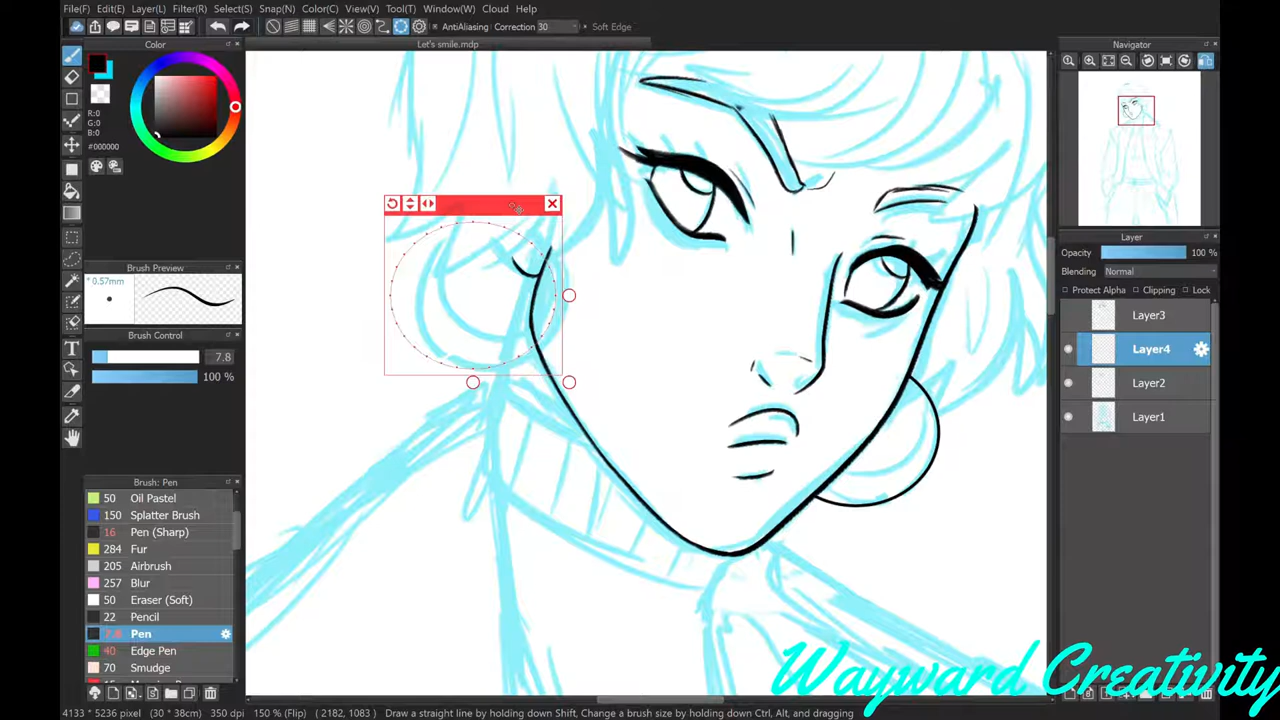 File(F) Edit(E) Layer(L) Filter(R) Select(S) Snap(N) Color(C) View(V) Tool(T) Window(W) Cloud Help(H)
AntiAliasing Correction 30 Soft Edge
Let's smile.mdp
Color
R:0
G:0
B:0
#000000
Brush Preview
* 0.57mm
Brush Control
7.8
100 %
Brush: Pen
50 Oil Pastel
150 Splatter Brush
16 Pen (Sharp)
284 Fur
205 Airbrush
257 Blur
50 Eraser (Soft)
22 Pencil
7.8 Pen
40 Edge Pen
70 Smudge
Navigator
Layer
Opacity 100 %
Blending Normal
Protect Alpha Clipping Lock
Layer3
Layer4
Layer2
Layer1
Wayward Creativity
4133 * 5236 pixel (30 * 38cm) 350 dpi 150 % (Flip) ( 2182, 1083 ) Draw a straight line by holding down Shift, Change a brush size by holding down Ctrl, Alt, and dragging